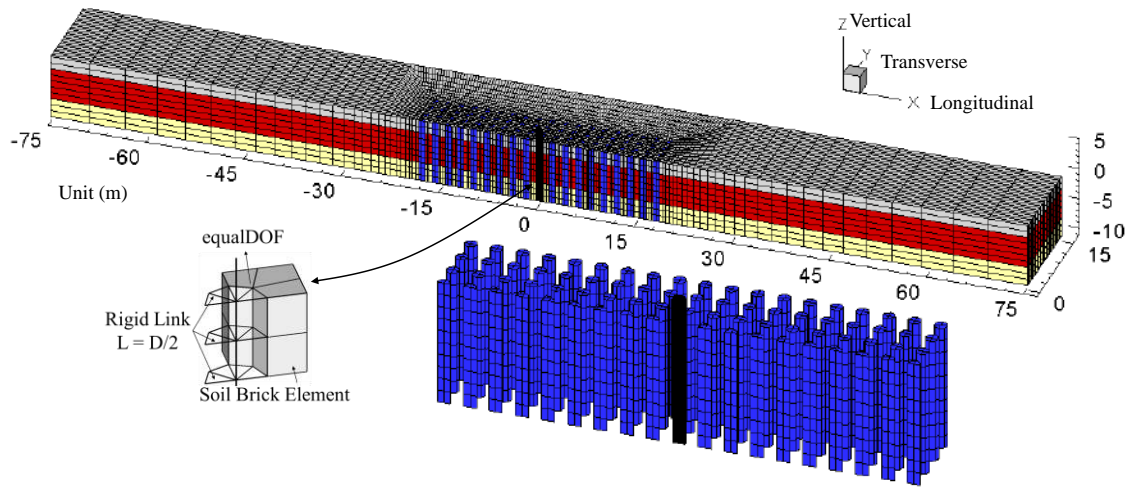 Z Vertical
Y
Transverse
X Longitudinal
5
0
-5
-10
15
0
-75
-60
-45
-30
-15
0
15
30
45
60
75
Unit (m)
equalDOF
Rigid Link
L = D/2
Soil Brick Element